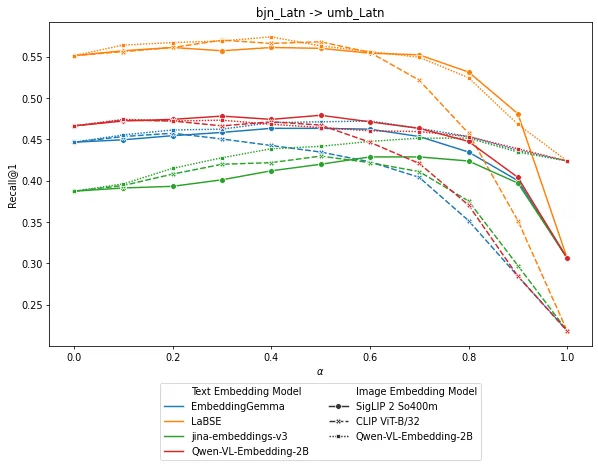 bjn_Latn -> umb_Latn
Recall@1
0.55
0.50
0.45
0.40
0.35
0.30
0.25
0.0 0.2 0.4 0.6 0.8 1.0
α
Text Embedding Model Image Embedding Model
EmbeddingGemma SigLIP 2 So400m
LaBSE CLIP ViT-B/32
jina-embeddings-v3 Qwen-VL-Embedding-2B
Qwen-VL-Embedding-2B